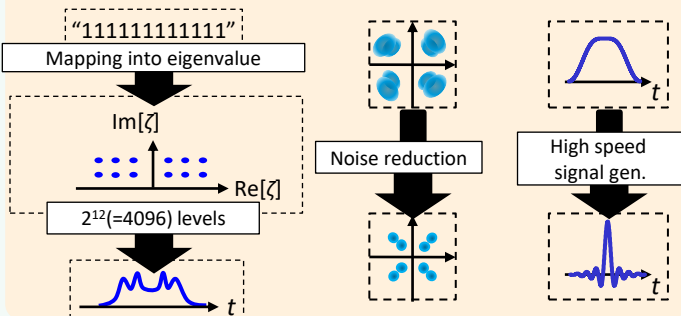 “111111111111”
Mapping into eigenvalue
Im[ζ]
Re[ζ]
2¹²(=4096) levels
t
Noise reduction
t
High speed
signal gen.
t